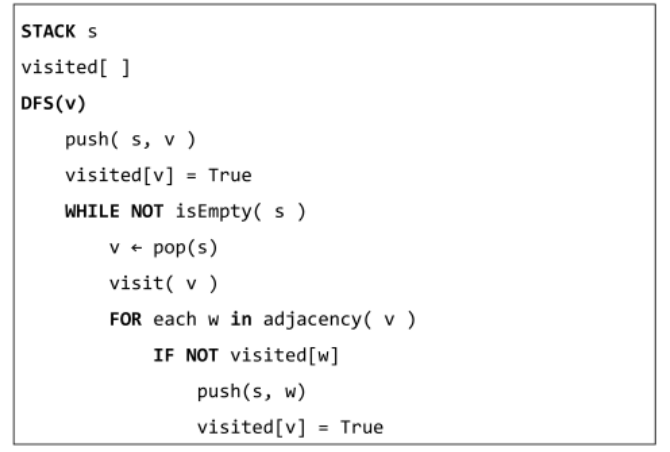 STACK s
visited[ ]
DFS(v)
push( s, v )
visited[v] = True
WHILE NOT isEmpty( s )
v ← pop(s)
visit( v )
FOR each w in adjacency( v )
IF NOT visited[w]
push(s, w)
visited[v] = True